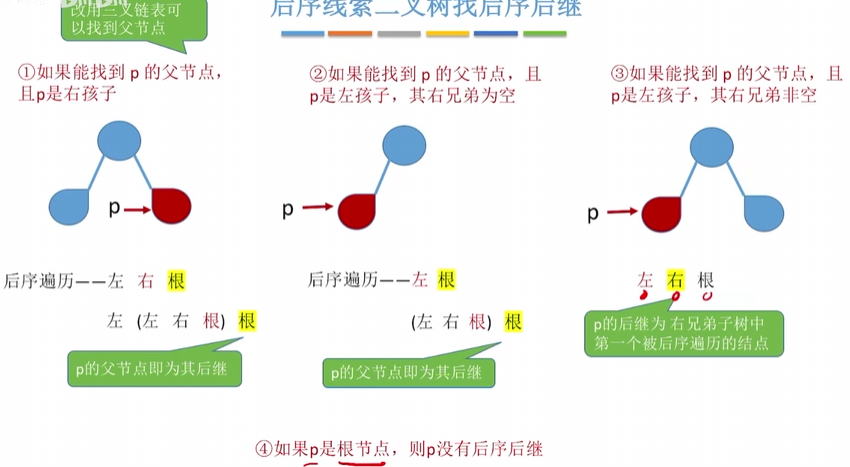 改用三叉链表可
以找到父节点
后序线索二叉树找后序后继
①如果能找到 p 的父节点，
且p是右孩子
②如果能找到 p 的父节点，且
p是左孩子，其右兄弟为空
③如果能找到 p 的父节点，且
p是左孩子，其右兄弟非空
p
p
p
后序遍历——左 右 根
左 (左 右 根) 根
p的父节点即为其后继
后序遍历——左 根
(左 右 根) 根
p的父节点即为其后继
左 右 根
p的后继为 右兄弟子树中
第一个被后序遍历的结点
④如果p是根节点，则p没有后序后继